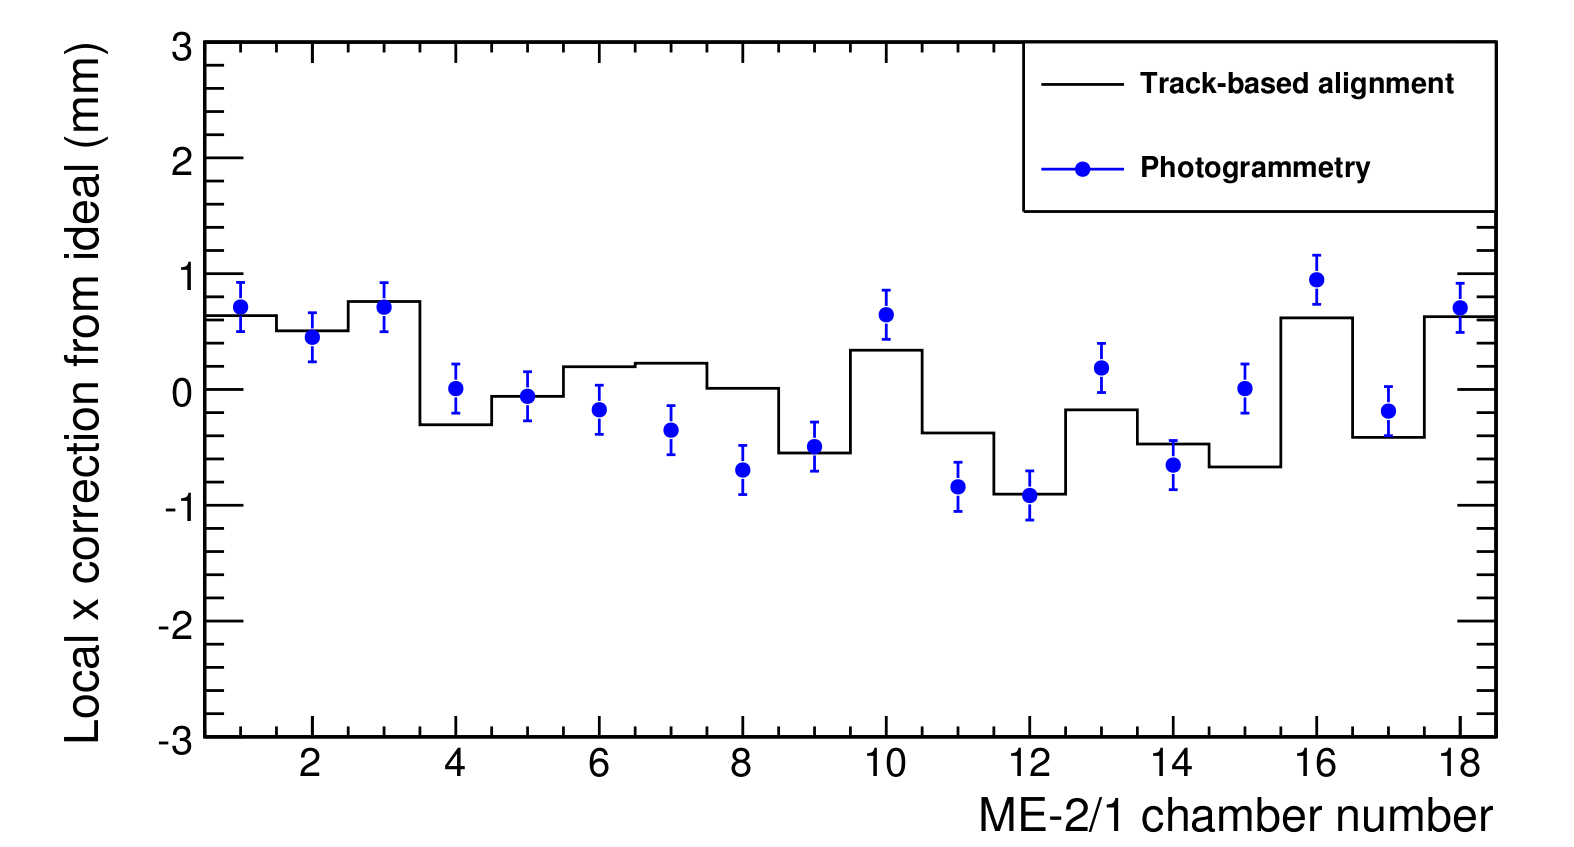 Local x correction from ideal (mm)
3
2
1
0
-1
-2
-3
Track-based alignment
Photogrammetry
2 4 6 8 10 12 14 16 18
ME-2/1 chamber number